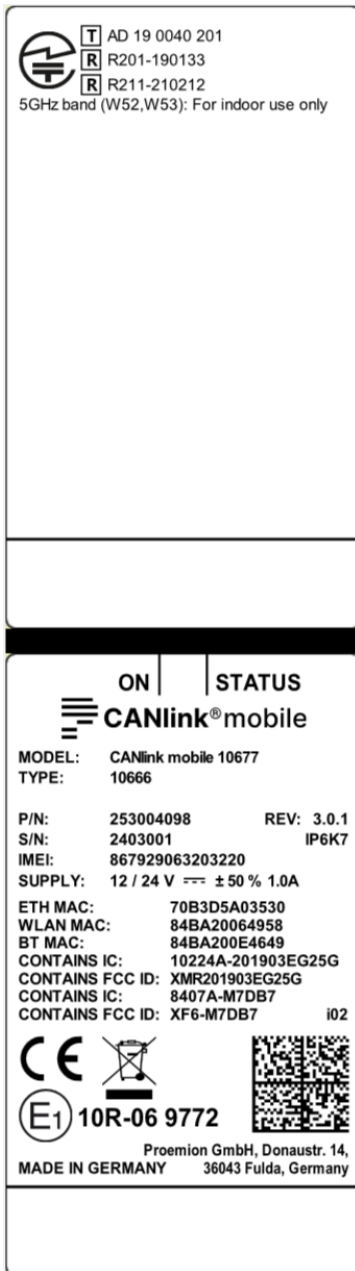 T AD 19 0040 201
R R201-190133
R R211-210212
5GHz band (W52,W53): For indoor use only
ON STATUS
CANlink® mobile
MODEL: CANlink mobile 10677
TYPE: 10666
P/N: 253004098 REV: 3.0.1
S/N: 2403001 IP6K7
IMEI: 867929063203220
SUPPLY: 12 / 24 V ⎓ ± 50 % 1.0A
ETH MAC: 70B3D5A03530
WLAN MAC: 84BA20064958
BT MAC: 84BA200E4649
CONTAINS IC: 10224A-201903EG25G
CONTAINS FCC ID: XMR201903EG25G
CONTAINS IC: 8407A-M7DB7
CONTAINS FCC ID: XF6-M7DB7 i02
CE
E1 10R-06 9772
Proemion GmbH, Donaustr. 14,
MADE IN GERMANY 36043 Fulda, Germany